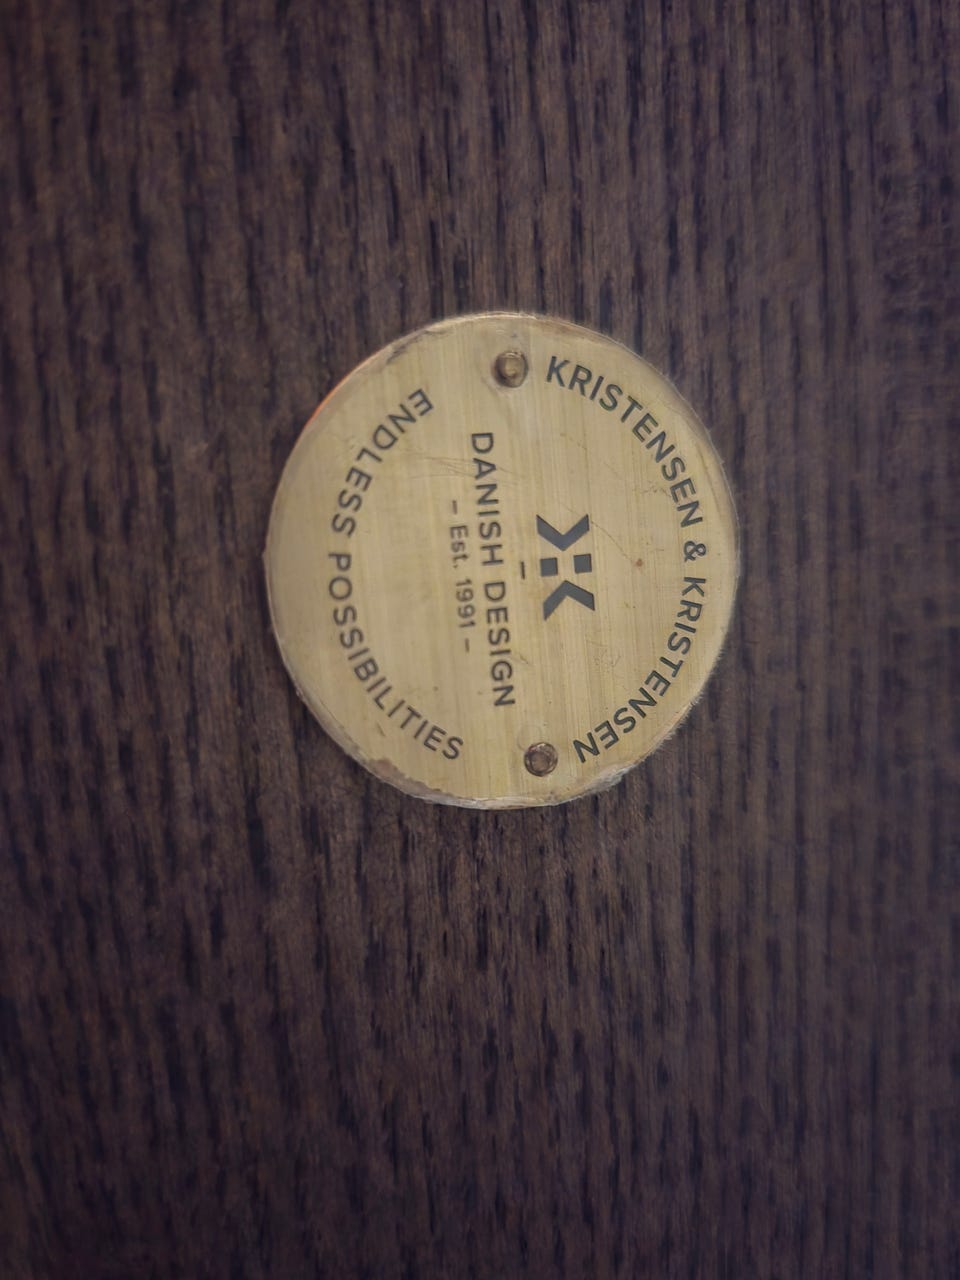 KRISTENSEN & KRISTENSEN
DANISH DESIGN
– Est. 1991 –
ENDLESS POSSIBILITIES